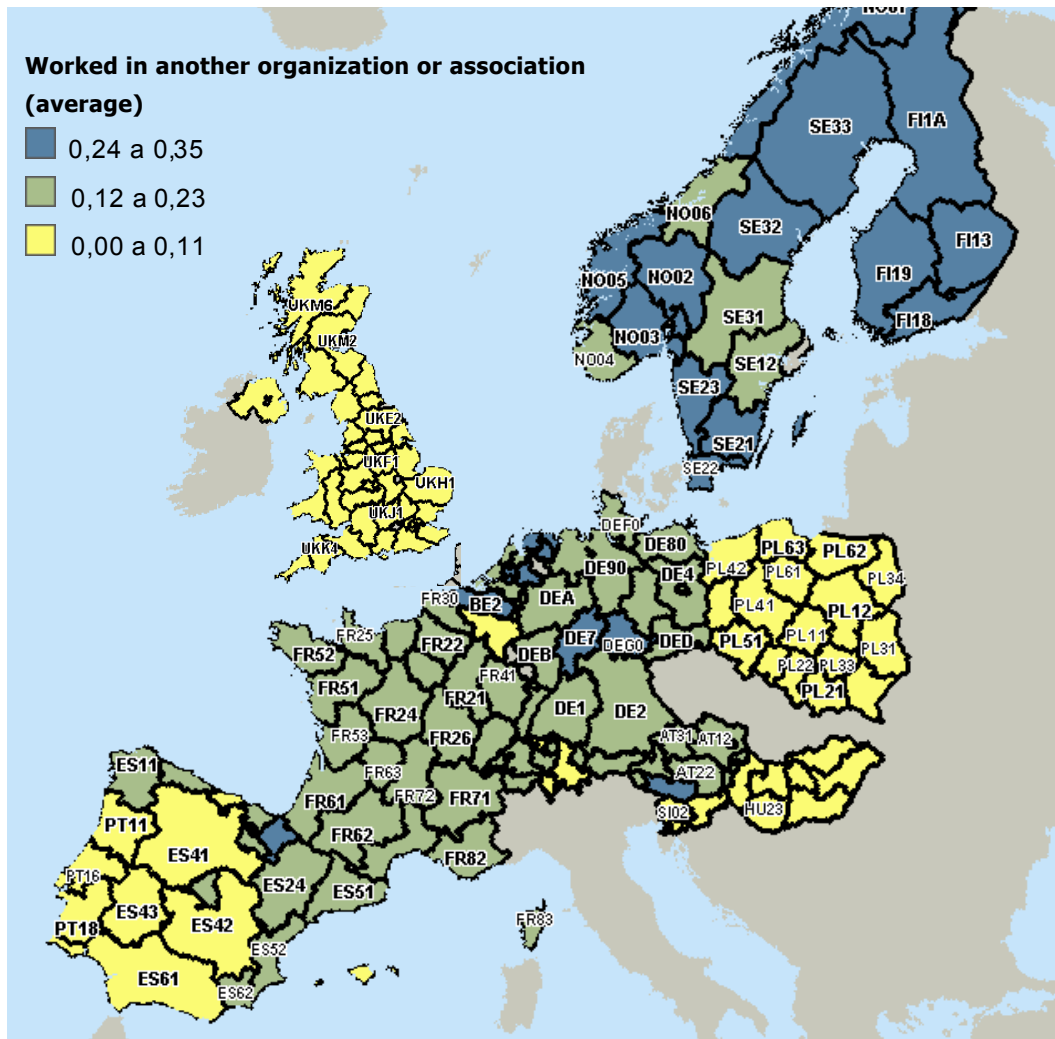 Worked in another organization or association
(average)
0,24 a 0,35
0,12 a 0,23
0,00 a 0,11
SE33
FI1A
NO06
SE32
FI13
NO05
NO02
FI19
SE31
FI18
NO03
NO04
SE12
SE23
SE21
SE22
UKM6
UKM2
UKE2
UKF1
UKH1
UKJ1
UKK4
DEF0
DE80
PL63
PL62
PL42
PL61
PL34
DE90
DE4
DEA
PL41
PL12
FR30
BE2
PL11
PL51
PL31
DE7
DEG0
DED
PL22
PL33
PL21
FR25
FR22
FR52
DEB
FR41
FR51
FR21
DE1
DE2
FR24
FR53
FR26
AT31
AT12
AT22
FR63
FR72
FR71
FR61
FR62
SI02
HU23
FR82
ES11
PT11
ES41
ES24
ES51
PT16
ES43
ES42
PT18
ES52
ES61
ES62
FR83